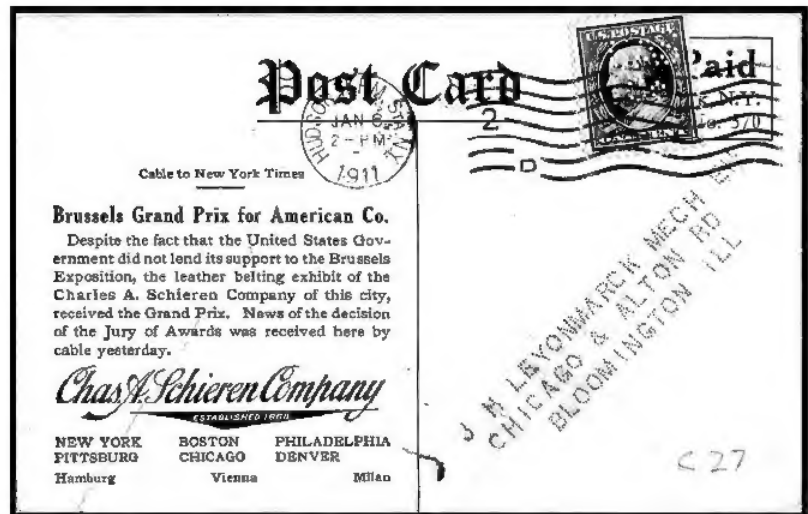 Post Card
U.S. POSTAGE
Paid
N.Y.
HUDSON
STA. N.Y.
JAN 6
2 - PM
1911
2
D
Cable to New York Times
Brussels Grand Prix for American Co.
Despite the fact that the United States Gov-
ernment did not lend its support to the Brussels
Exposition, the leather belting exhibit of the
Charles A. Schieren Company of this city,
received the Grand Prix. News of the decision
of the Jury of Awards was received here by
cable yesterday.
Chas. A. Schieren Company
ESTABLISHED 1868
NEW YORK BOSTON PHILADELPHIA
PITTSBURG CHICAGO DENVER
Hamburg Vienna Milan
J H LEYONMARCK MECH
CHICAGO & ALTON RD
BLOOMINGTON ILL
C 27